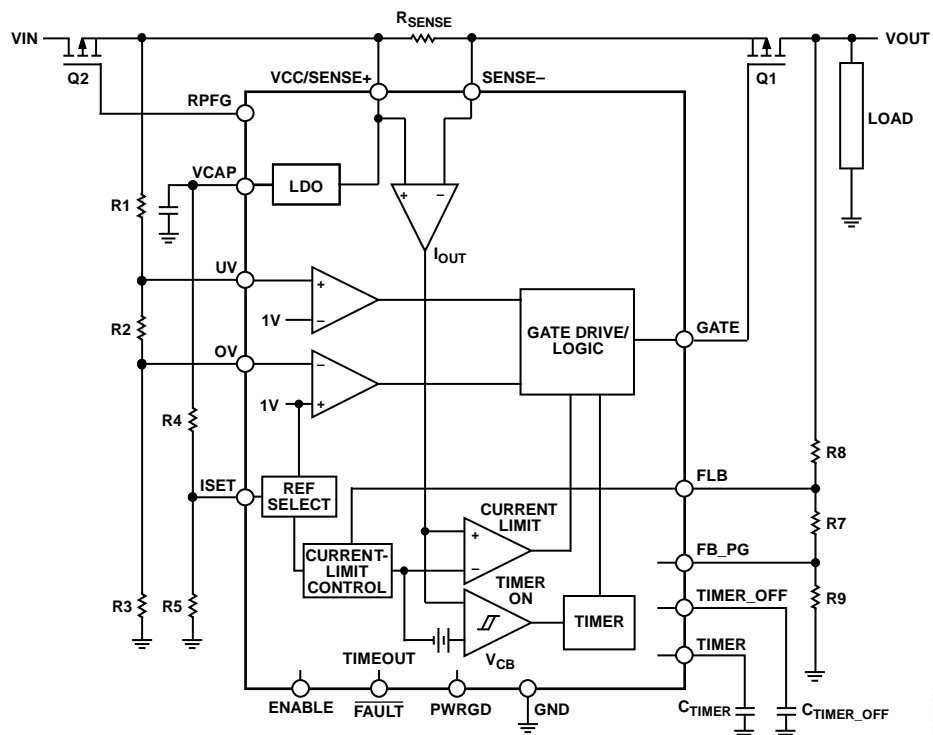 RSENSE
VIN
VOUT
Q2
VCC/SENSE+
SENSE–
Q1
RPFG
LOAD
VCAP
LDO
R1
+
–
IOUT
UV
+
GATE DRIVE/
LOGIC
GATE
R2
1V
–
OV
–
1V
+
R4
R8
ISET
REF
SELECT
FLB
CURRENT
LIMIT
+
R7
CURRENT-
LIMIT
CONTROL
–
FB_PG
TIMER
ON
TIMER_OFF
R3
R5
TIMER
R9
VCB
TIMER
TIMEOUT
ENABLE
FAULT
PWRGD
GND
CTIMER
CTIMER_OFF